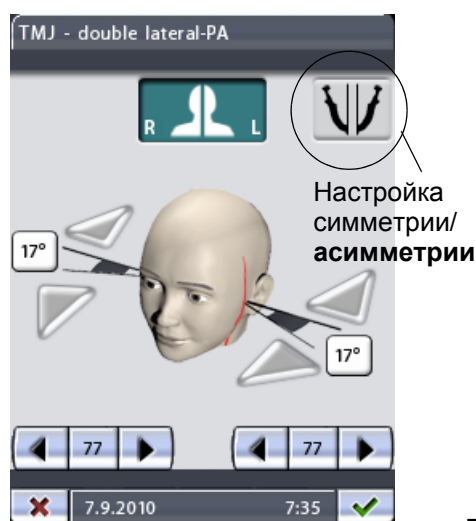 TMJ - double lateral-PA
R L
Настройка
симметрии/
асимметрии
17°
17°
77 77
7.9.2010 7:35